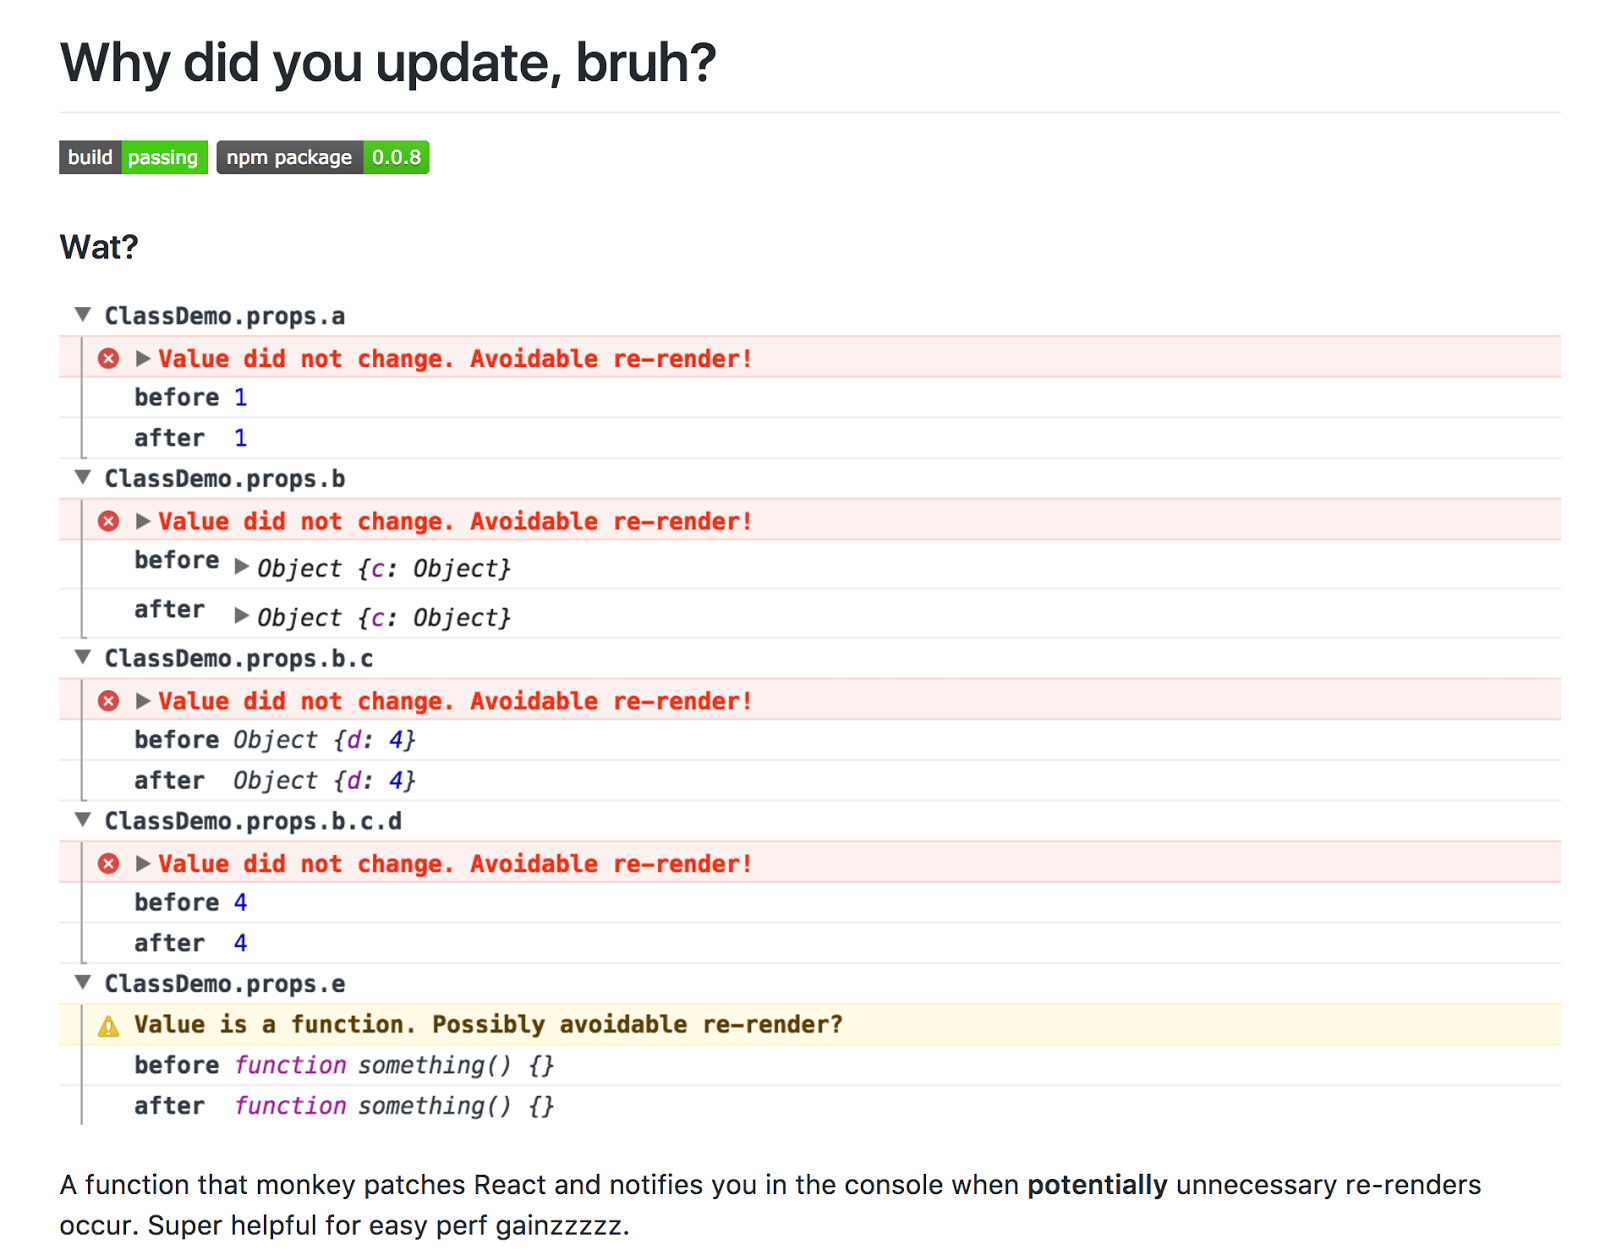 Why did you update, bruh?
build passing npm package 0.0.8
Wat?
ClassDemo.props.a
Value did not change. Avoidable re-render!
before 1
after 1
ClassDemo.props.b
Value did not change. Avoidable re-render!
before Object {c: Object}
after Object {c: Object}
ClassDemo.props.b.c
Value did not change. Avoidable re-render!
before Object {d: 4}
after Object {d: 4}
ClassDemo.props.b.c.d
Value did not change. Avoidable re-render!
before 4
after 4
ClassDemo.props.e
Value is a function. Possibly avoidable re-render?
before function something() {}
after function something() {}
A function that monkey patches React and notifies you in the console when potentially unnecessary re-renders
occur. Super helpful for easy perf gainzzzzz.